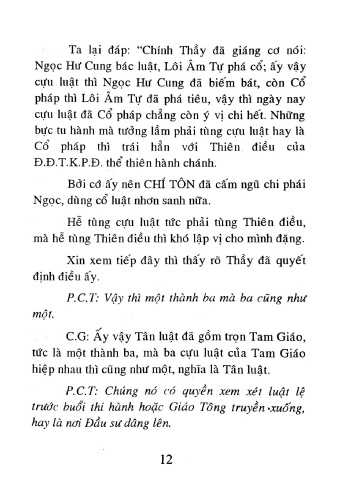 Ta lại đáp: “Chính Thầy đã giáng cơ nói:
Ngọc Hư Cung bác luật, Lôi Âm Tự phá cổ; ấy vậy
cựu luật thì Ngọc Hư Cung đã biếm bát, còn Cổ
pháp thì Lôi Âm Tự đã phá tiêu, vậy thì ngày nay
cựu luật đã Cổ pháp chẳng còn ý vị chi hết. Những
bực tu hành mà tưởng lầm phải tùng cựu luật hay là
Cổ pháp thì trái hẳn với Thiên điều của
Đ.Đ.T.K.P.Đ. thể thiên hành chánh.
Bởi cớ ấy nên CHÍ TÔN đã cấm ngũ chi phái
Ngọc, dùng cổ luật nhơn sanh nữa.
Hễ tùng cựu luật tức phải tùng Thiên điều,
mà hễ tùng Thiên điều thì khó lập vị cho mình đặng.
Xin xem tiếp đây thì thấy rõ Thầy đã quyết
định điều ấy.
P.C.T: Vậy thì một thành ba mà ba cũng như
một.
C.G: Ấy vậy Tân luật đã gồm trọn Tam Giáo,
tức là một thành ba, mà ba cựu luật của Tam Giáo
hiệp nhau thì cũng như một, nghĩa là Tân luật.
P.C.T: Chúng nó có quyền xem xét luật lệ
trước buổi thi hành hoặc Giáo Tông truyền xuống,
hay là nơi Đầu sư dâng lên.
12